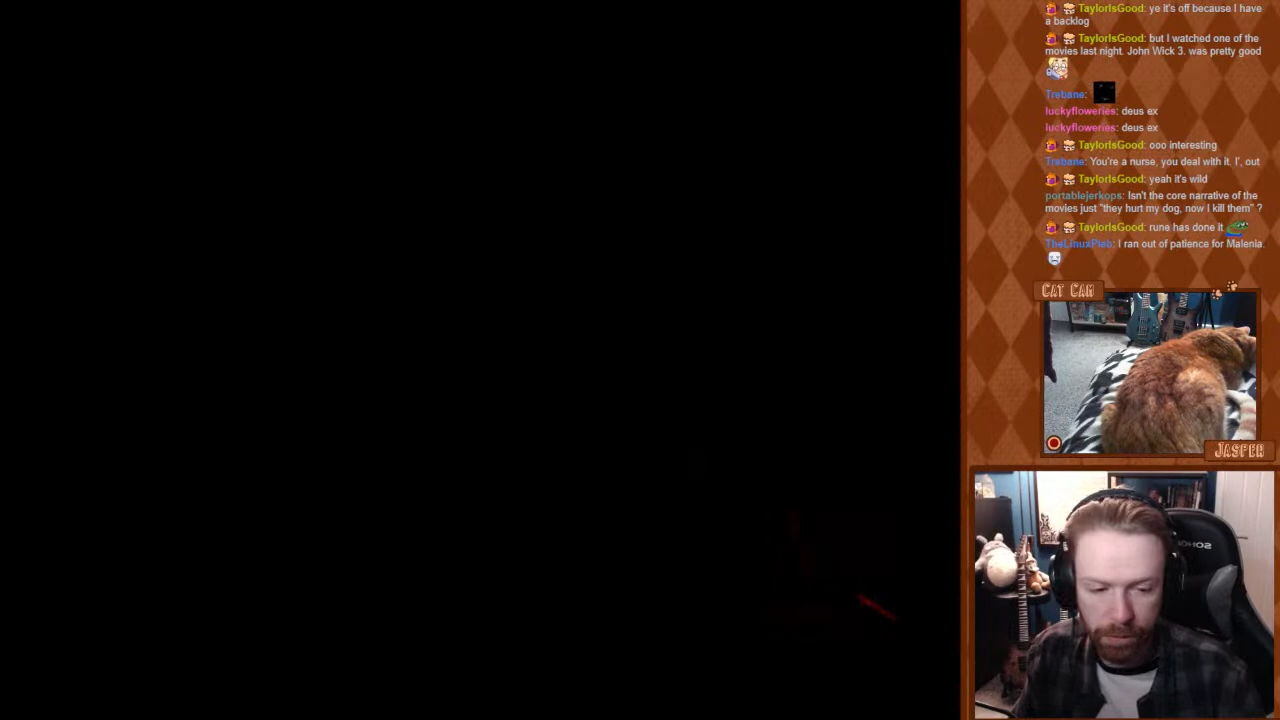 TaylorIsGood: ye it's off because I have
a backlog
TaylorIsGood: but I watched one of the
movies last night. John Wick 3. was pretty good
Trebane:
luckyfloweries: deus ex
luckyfloweries: deus ex
TaylorIsGood: ooo interesting
Trebane: You're a nurse, you deal with it. I', out
TaylorIsGood: yeah it's wild
portablejerkops: Isn't the core narrative of the
movies just "they hurt my dog, now I kill them" ?
TaylorIsGood: rune has done it
TheLinuxPleb: I ran out of patience for Malenia.
CAT CAM
JASPER